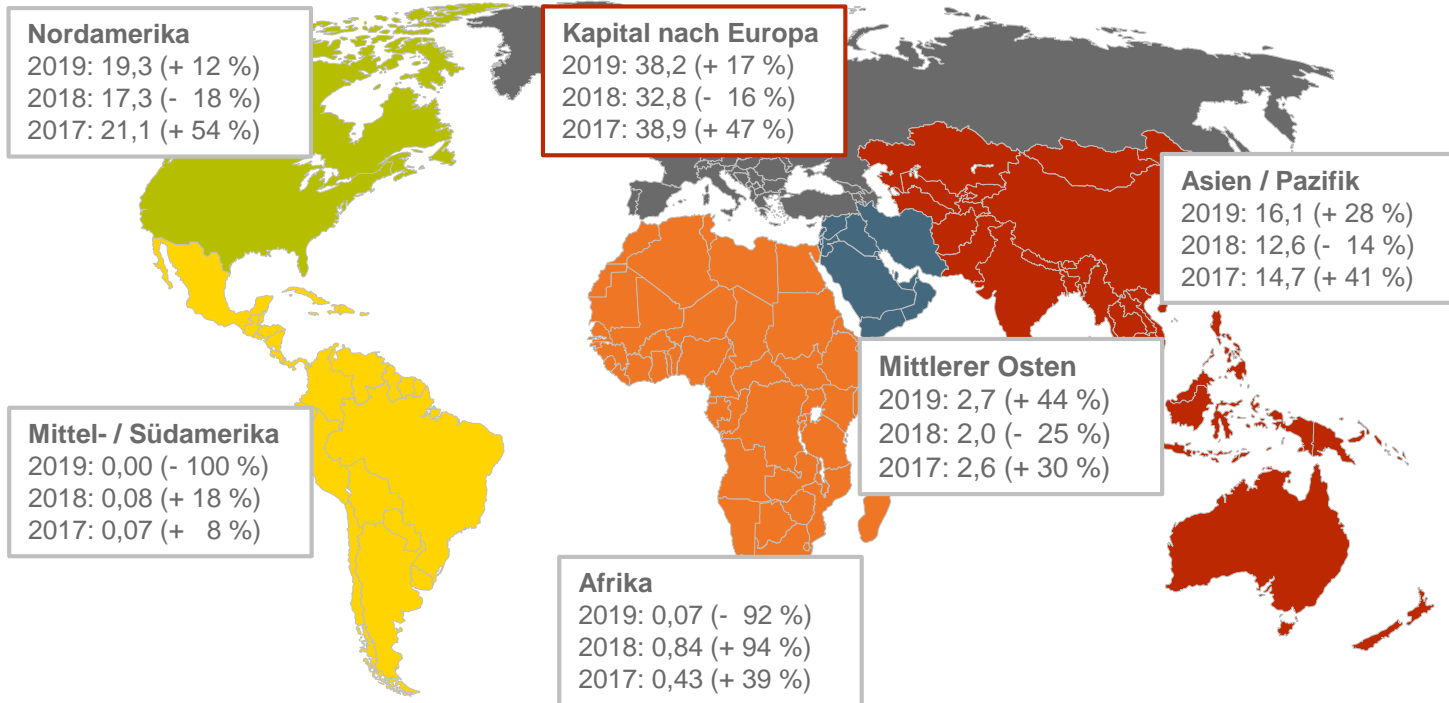 Nordamerika
2019: 19,3 (+ 12 %)
2018: 17,3 (- 18 %)
2017: 21,1 (+ 54 %)
Kapital nach Europa
2019: 38,2 (+ 17 %)
2018: 32,8 (- 16 %)
2017: 38,9 (+ 47 %)
Asien / Pazifik
2019: 16,1 (+ 28 %)
2018: 12,6 (- 14 %)
2017: 14,7 (+ 41 %)
Mittlerer Osten
2019: 2,7 (+ 44 %)
2018: 2,0 (- 25 %)
2017: 2,6 (+ 30 %)
Mittel- / Südamerika
2019: 0,00 (- 100 %)
2018: 0,08 (+ 18 %)
2017: 0,07 (+ 8 %)
Afrika
2019: 0,07 (- 92 %)
2018: 0,84 (+ 94 %)
2017: 0,43 (+ 39 %)